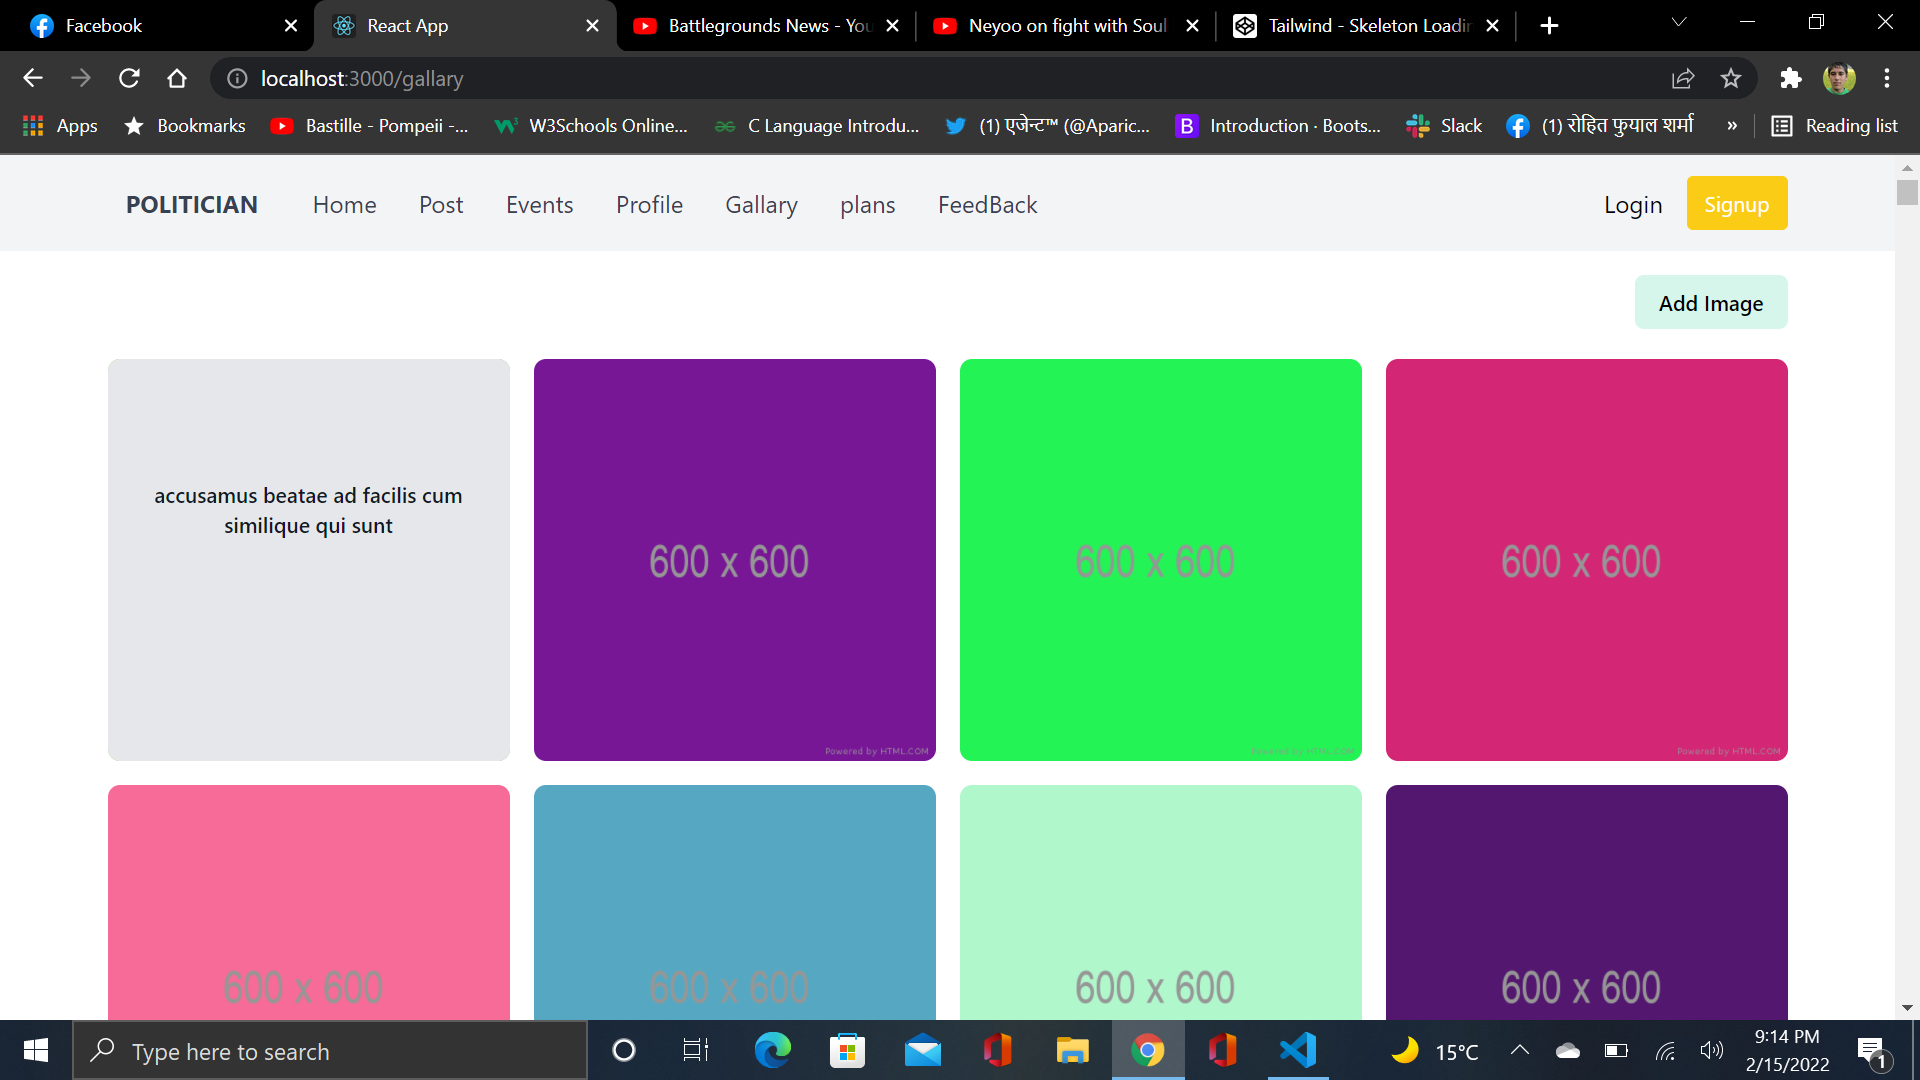 Facebook
React App
Battlegrounds News - You
Neyoo on fight with Soul
Tailwind - Skeleton Loadin
localhost:3000/gallary
Apps
Bookmarks
Bastille - Pompeii -...
W3Schools Online...
C Language Introdu...
(1) एजेन्ट™ (@Aparic...
B
Introduction · Boots...
Slack
(1) रोहित फुयाल शर्मा
»
Reading list
POLITICIAN
Home
Post
Events
Profile
Gallary
plans
FeedBack
Login
Signup
Add Image
accusamus beatae ad facilis cum
similique qui sunt
600 x 600
Powered by HTML.COM
600 x 600
Powered by HTML.COM
600 x 600
Powered by HTML.COM
600 x 600
600 x 600
600 x 600
600 x 600
Type here to search
15°C
9:14 PM
2/15/2022
1